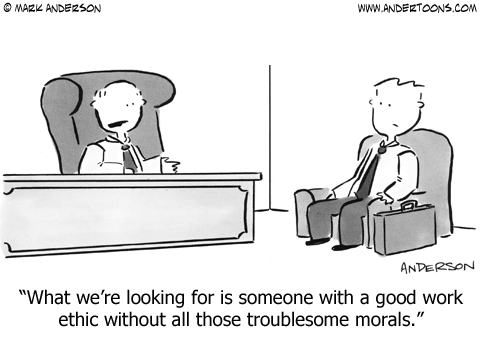 © MARK ANDERSON
WWW.ANDERTOONS.COM
ANDERSON
“What we’re looking for is someone with a good work
ethic without all those troublesome morals.”